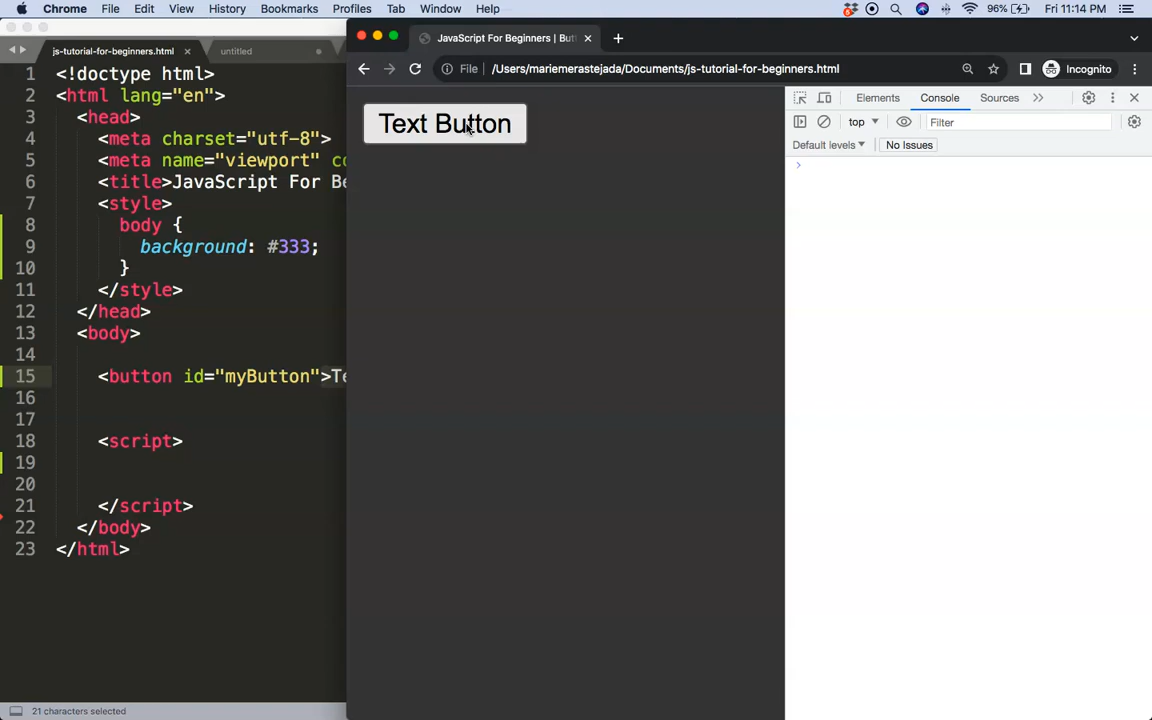 Chrome File Edit View History Bookmarks Profiles Tab Window Help 96% Fri 11:14 PM
js-tutorial-for-beginners.html
untitled
JavaScript For Beginners | But
File /Users/mariemerastejada/Documents/js-tutorial-for-beginners.html Incognito
1 <!doctype html>
2 <html lang="en">
3 <head>
4 <meta charset="utf-8">
5 <meta name="viewport" co
6 <title>JavaScript For Be
7 <style>
8 body {
9 background: #333;
10 }
11 </style>
12 </head>
13 <body>
14
15 <button id="myButton">Te
16
17
18 <script>
19
20
21 </script>
22 </body>
23 </html>
21 characters selected
Text Button
Elements Console Sources
top Filter
Default levels No Issues